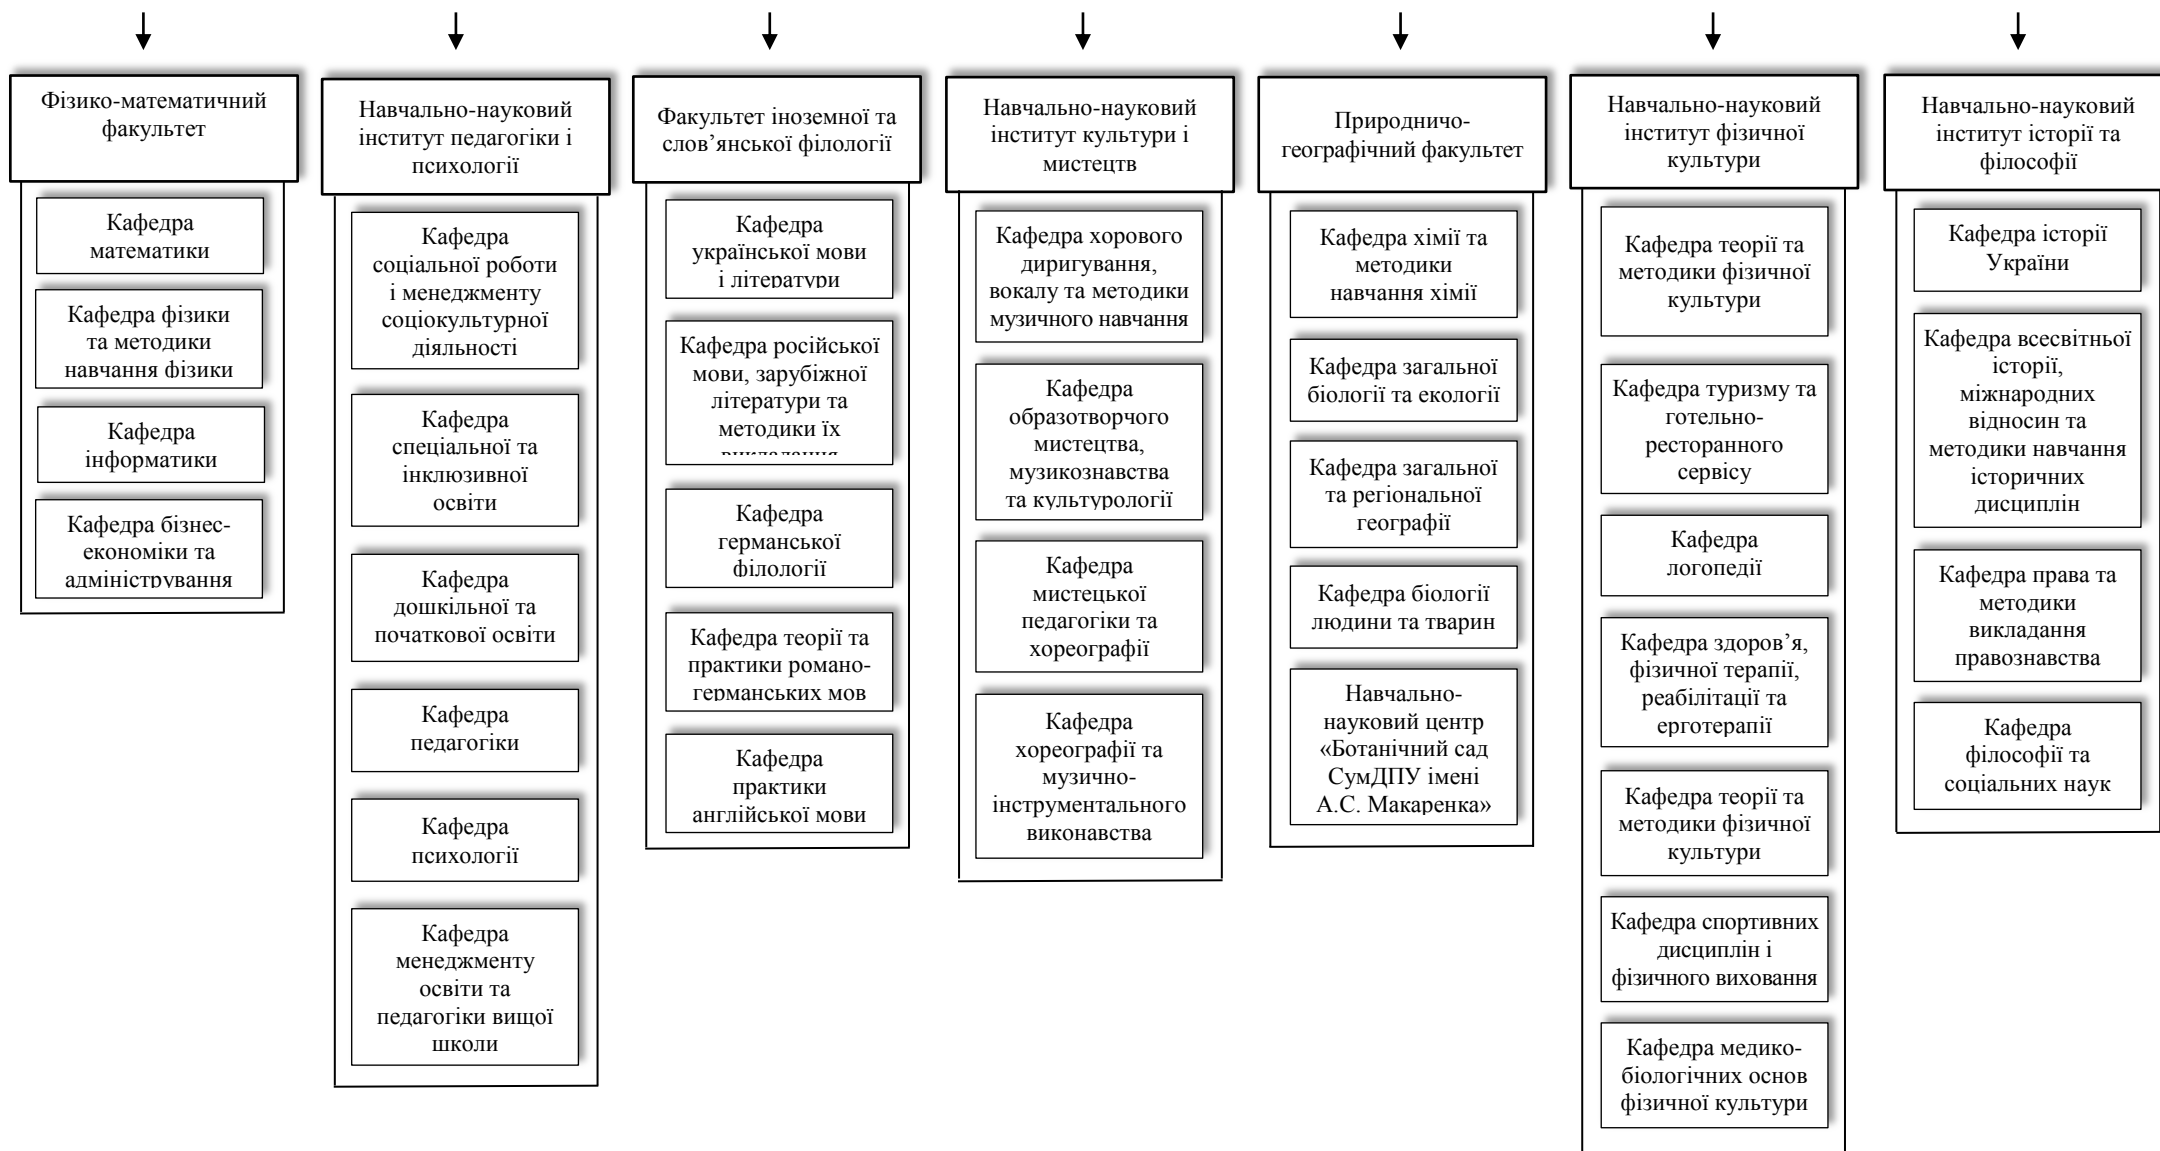 Фізико-математичний
факультет
Кафедра
математики
Кафедра фізики
та методики
навчання фізики
Кафедра
інформатики
Кафедра бізнес-
економіки та
адміністрування
Навчально-науковий
інститут педагогіки і
психології
Кафедра
соціальної роботи
і менеджменту
соціокультурної
діяльності
Кафедра
спеціальної та
інклюзивної
освіти
Кафедра
дошкільної та
початкової освіти
Кафедра
педагогіки
Кафедра
психології
Кафедра
менеджменту
освіти та
педагогіки вищої
школи
Факультет іноземної та
слов’янської філології
Кафедра
української мови
і літератури
Кафедра російської
мови, зарубіжної
літератури та
методики їх
викладання
Кафедра
германської
філології
Кафедра теорії та
практики романо-
германських мов
Кафедра
практики
англійської мови
Навчально-науковий
інститут культури і
мистецтв
Кафедра хорового
диригування,
вокалу та методики
музичного навчання
Кафедра
образотворчого
мистецтва,
музикознавства
та культурології
Кафедра
мистецької
педагогіки та
хореографії
Кафедра
хореографії та
музично-
інструментального
виконавства
Природничо-
географічний факультет
Кафедра хімії та
методики
навчання хімії
Кафедра загальної
біології та екології
Кафедра загальної
та регіональної
географії
Кафедра біології
людини та тварин
Навчально-
науковий центр
«Ботанічний сад
СумДПУ імені
А.С. Макаренка»
Навчально-науковий
інститут фізичної
культури
Кафедра теорії та
методики фізичної
культури
Кафедра туризму та
готельно-
ресторанного
сервісу
Кафедра
логопедії
Кафедра здоров’я,
фізичної терапії,
реабілітації та
ерготерапії
Кафедра теорії та
методики фізичної
культури
Кафедра спортивних
дисциплін і
фізичного виховання
Кафедра медико-
біологічних основ
фізичної культури
Навчально-науковий
інститут історії та
філософії
Кафедра історії
України
Кафедра всесвітньої
історії,
міжнародних
відносин та
методики навчання
історичних
дисциплін
Кафедра права та
методики
викладання
правознавства
Кафедра
філософії та
соціальних наук